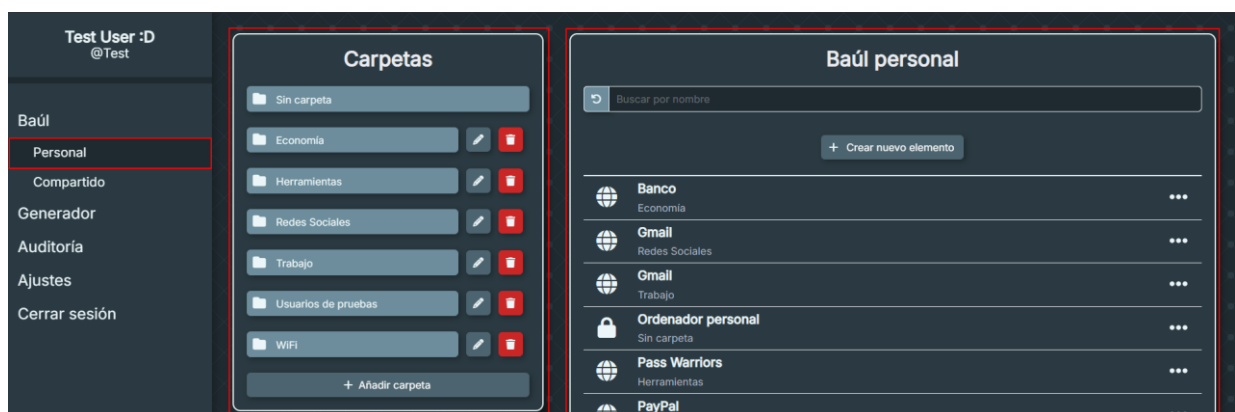 Test User :D
@Test
Baúl
Personal
Compartido
Generador
Auditoría
Ajustes
Cerrar sesión
Carpetas
Sin carpeta
Economía
Herramientas
Redes Sociales
Trabajo
Usuarios de pruebas
WiFi
+ Añadir carpeta
Baúl personal
Buscar por nombre
+ Crear nuevo elemento
Banco
Economía
Gmail
Redes Sociales
Gmail
Trabajo
Ordenador personal
Sin carpeta
Pass Warriors
Herramientas
PayPal